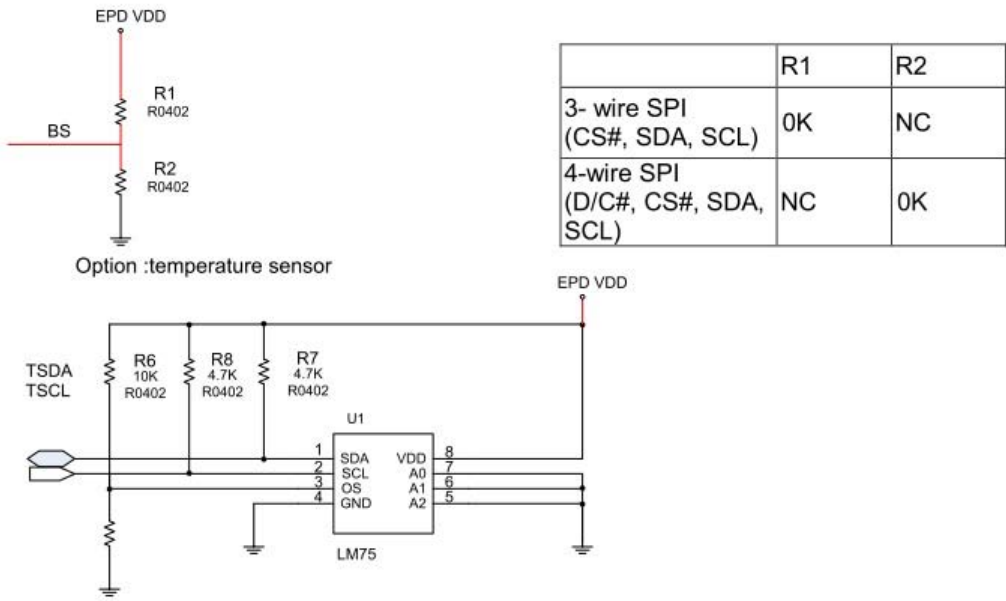 EPD VDD
R1
R0402
BS
R2
R0402
Option :temperature sensor
R1 R2
3- wire SPI
(CS#, SDA, SCL) 0K NC
4-wire SPI
(D/C#, CS#, SDA, NC 0K
SCL)
EPD VDD
TSDA
TSCL
R6
10K
R0402
R8
4.7K
R0402
R7
4.7K
R0402
U1
1 SDA VDD 8
2 SCL A0 7
3 OS A1 6
4 GND A2 5
LM75